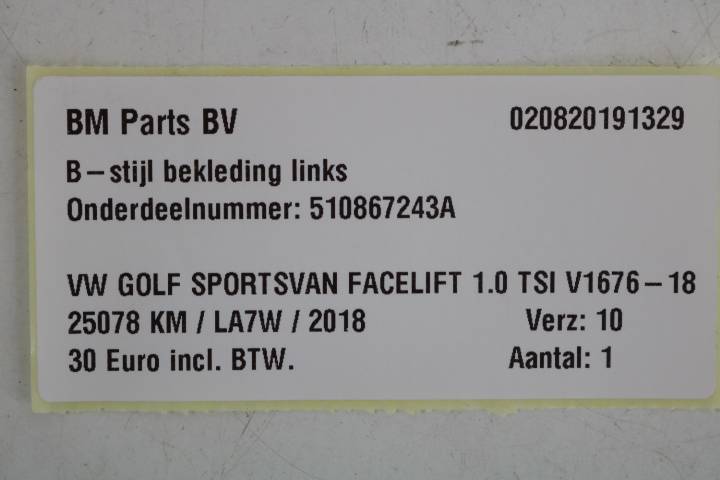 BM Parts BV 020820191329
B-stijl bekleding links
Onderdeelnummer: 510867243A
VW GOLF SPORTSVAN FACELIFT 1.0 TSI V1676-18
25078 KM / LA7W / 2018 Verz: 10
30 Euro incl. BTW. Aantal: 1